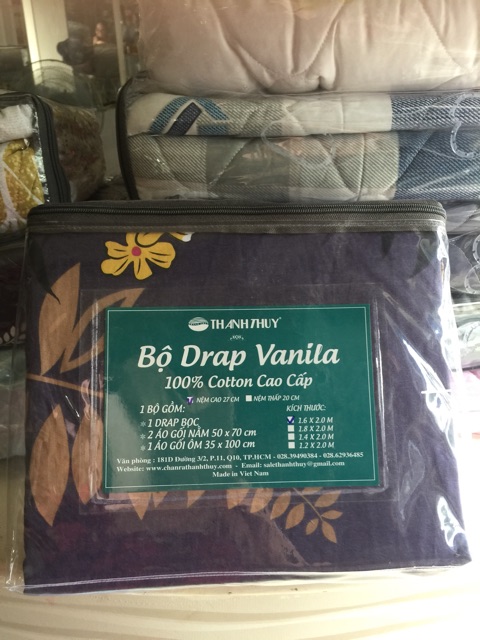 THANH THUY
Bộ Drap Vanila
100% Cotton Cao Cấp
NỆM CAO 27 CM NỆM THẤP 20 CM
1 BỘ GỒM:
1 DRAP BỌC
2 ÁO GỐI NẰM 50 x 70 cm
1 ÁO GỐI ÔM 35 x 100 cm
KÍCH THƯỚC:
1.6 X 2.0 M
1.8 X 2.0 M
1.4 X 2.0 M
1.2 X 2.0 M
Văn phòng : 181D Đường 3/2, P.11, Q10, TP.HCM - 028.39490384 - 028.62936485
Website: www.chanrathanhthuy.com - Email: salethanhthuy@gmail.com
Made in Viet Nam